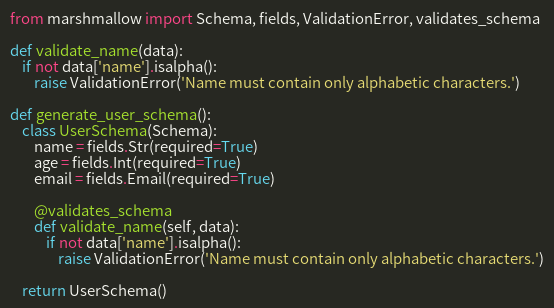 from marshmallow import Schema, fields, ValidationError, validates_schema
def validate_name(data):
if not data['name'].isalpha():
raise ValidationError('Name must contain only alphabetic characters.')
def generate_user_schema():
class UserSchema(Schema):
name = fields.Str(required=True)
age = fields.Int(required=True)
email = fields.Email(required=True)
@validates_schema
def validate_name(self, data):
if not data['name'].isalpha():
raise ValidationError('Name must contain only alphabetic characters.')
return UserSchema()